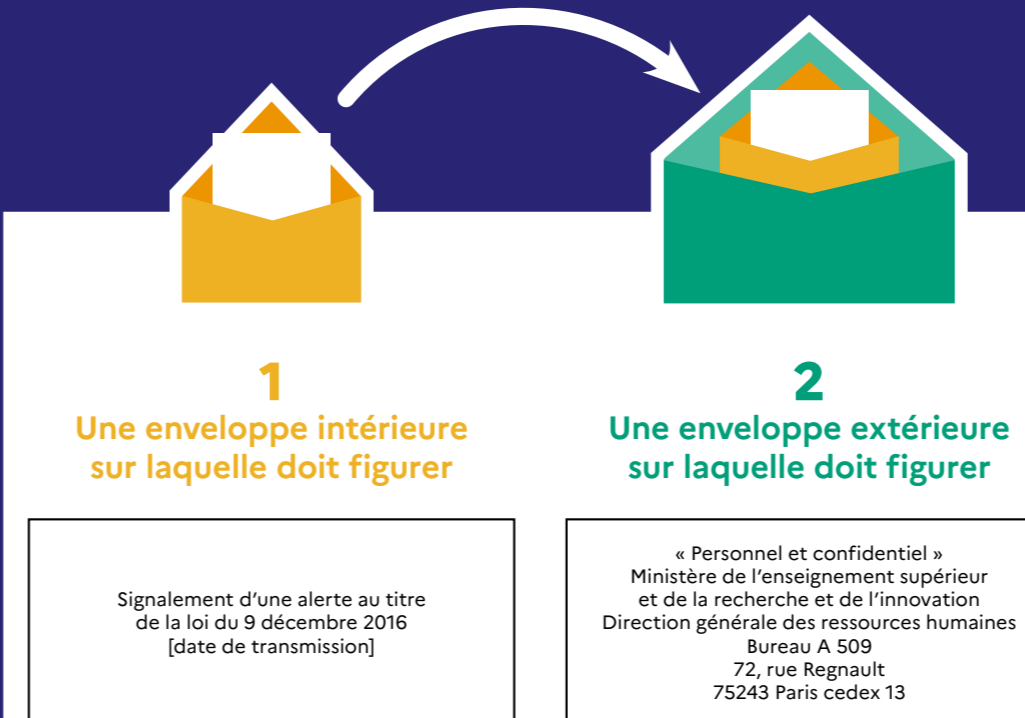 1
Une enveloppe intérieure
sur laquelle doit figurer
Signalement d'une alerte au titre
de la loi du 9 décembre 2016
[date de transmission]
2
Une enveloppe extérieure
sur laquelle doit figurer
« Personnel et confidentiel »
Ministère de l'enseignement supérieur
et de la recherche et de l'innovation
Direction générale des ressources humaines
Bureau A 509
72, rue Regnault
75243 Paris cedex 13